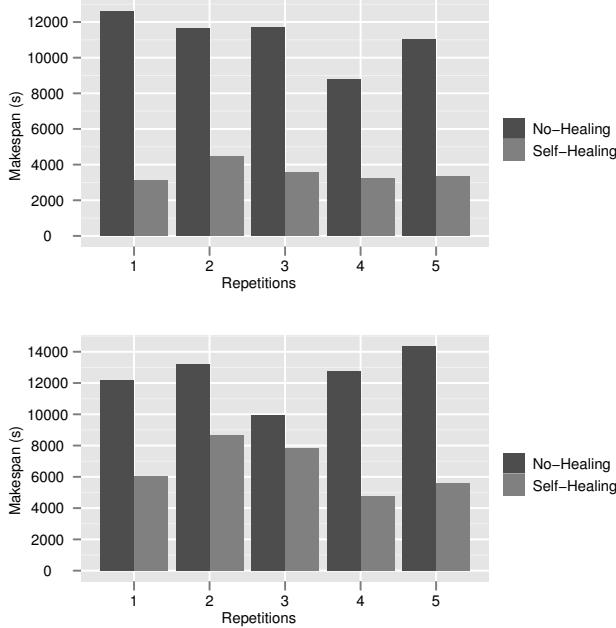 12000
10000
8000
6000
4000
2000
0
Makespan (s)
1 2 3 4 5
Repetitions
No−Healing
Self−Healing
14000
12000
10000
8000
6000
4000
2000
0
Makespan (s)
1 2 3 4 5
Repetitions
No−Healing
Self−Healing